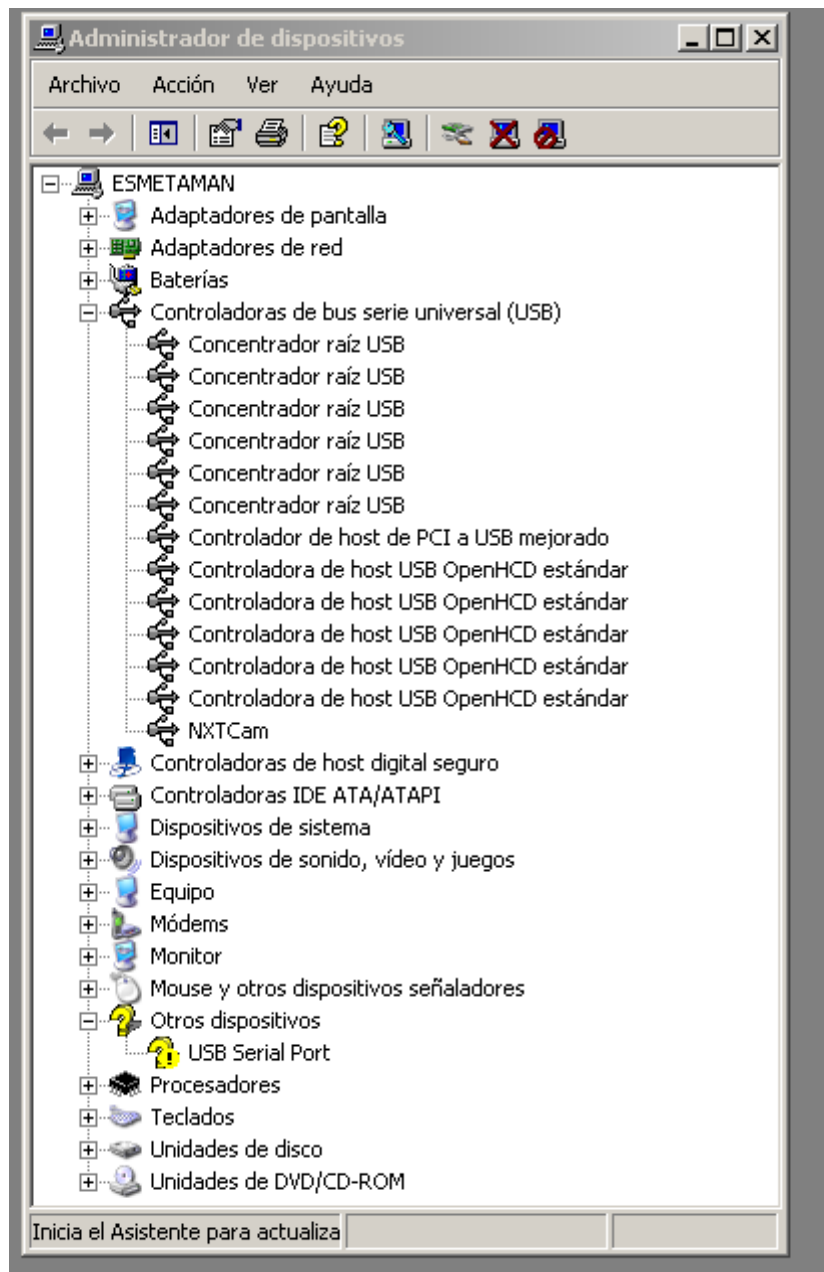 Administrador de dispositivos
Archivo Acción Ver Ayuda
ESMETAMAN
Adaptadores de pantalla
Adaptadores de red
Baterías
Controladoras de bus serie universal (USB)
Concentrador raíz USB
Concentrador raíz USB
Concentrador raíz USB
Concentrador raíz USB
Concentrador raíz USB
Concentrador raíz USB
Controlador de host de PCI a USB mejorado
Controladora de host USB OpenHCD estándar
Controladora de host USB OpenHCD estándar
Controladora de host USB OpenHCD estándar
Controladora de host USB OpenHCD estándar
Controladora de host USB OpenHCD estándar
NXTCam
Controladoras de host digital seguro
Controladoras IDE ATA/ATAPI
Dispositivos de sistema
Dispositivos de sonido, vídeo y juegos
Equipo
Módems
Monitor
Mouse y otros dispositivos señaladores
Otros dispositivos
USB Serial Port
Procesadores
Teclados
Unidades de disco
Unidades de DVD/CD-ROM
Inicia el Asistente para actualiza